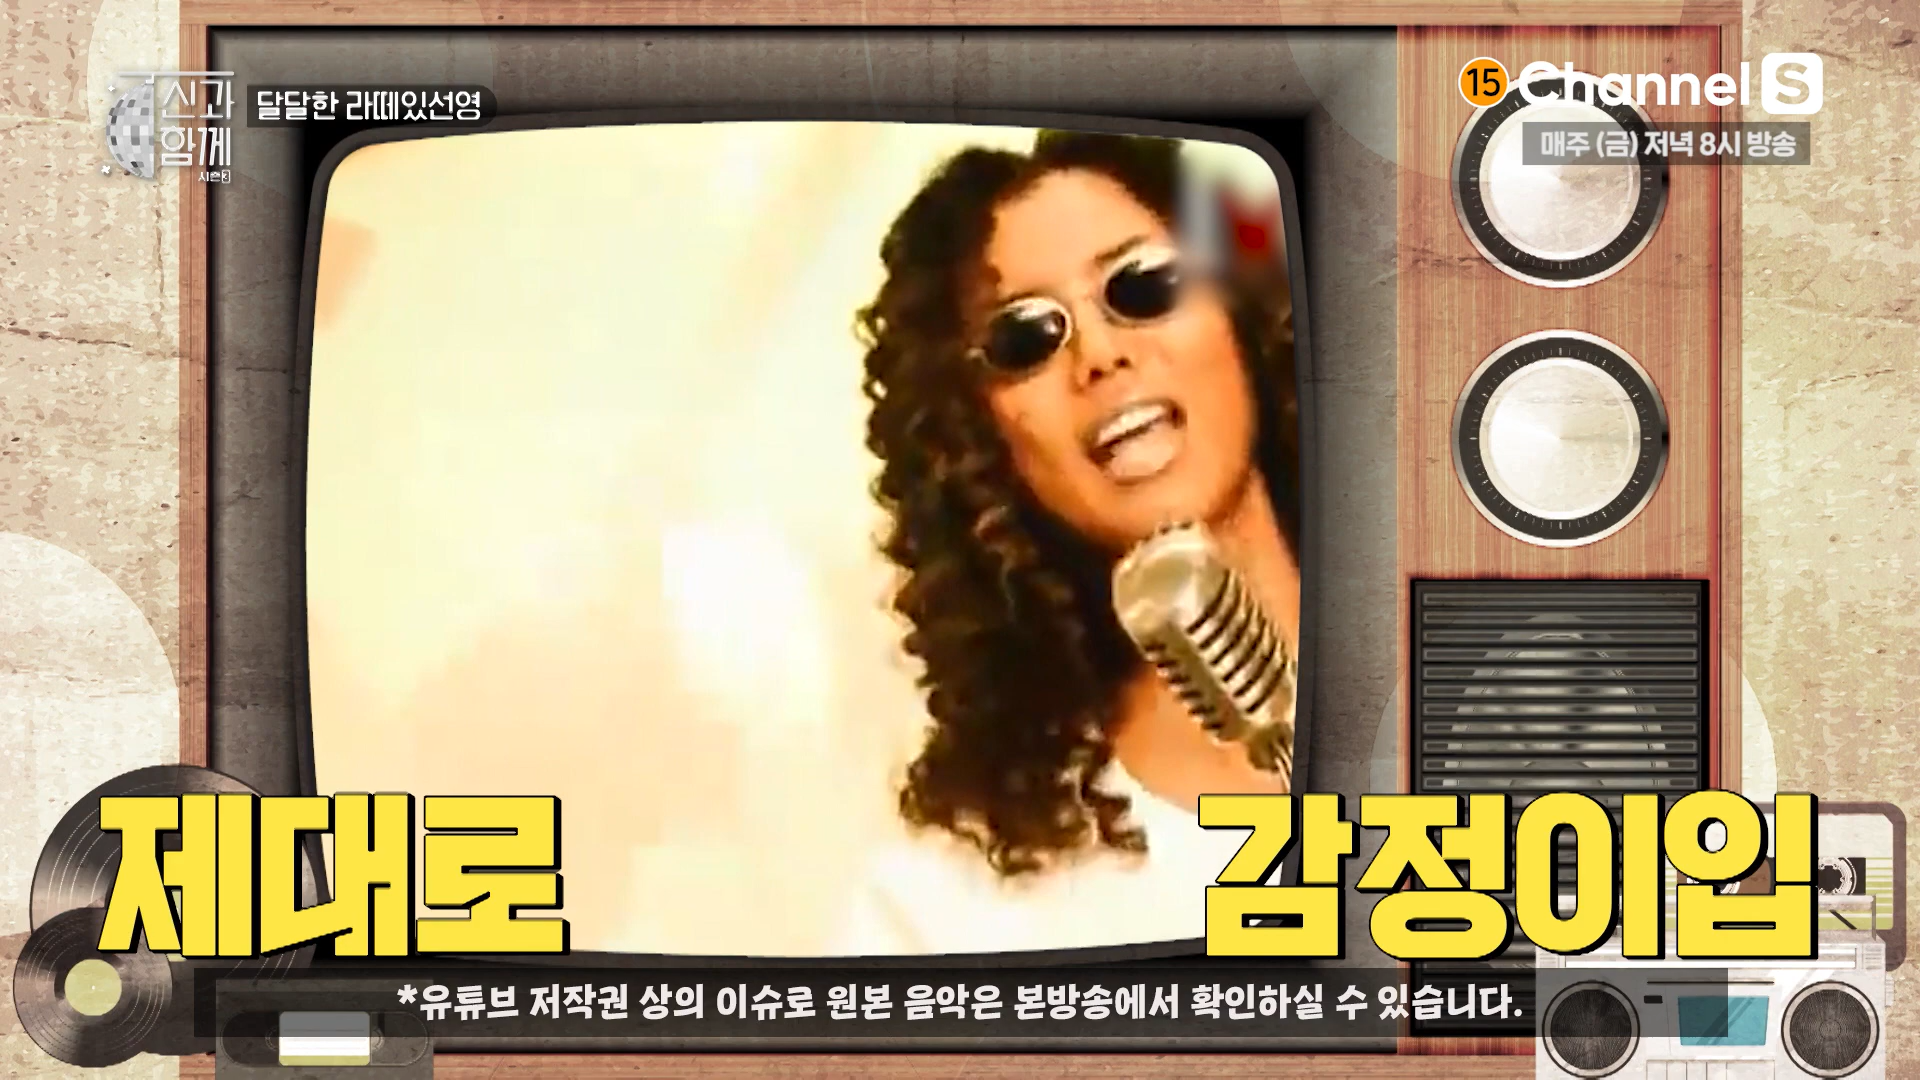 신과
함께
시즌3
달달한 라떼있선영
15 Channel S
매주 (금) 저녁 8시 방송
제대로 감정이입
*유튜브 저작권 상의 이슈로 원본 음악은 본방송에서 확인하실 수 있습니다.